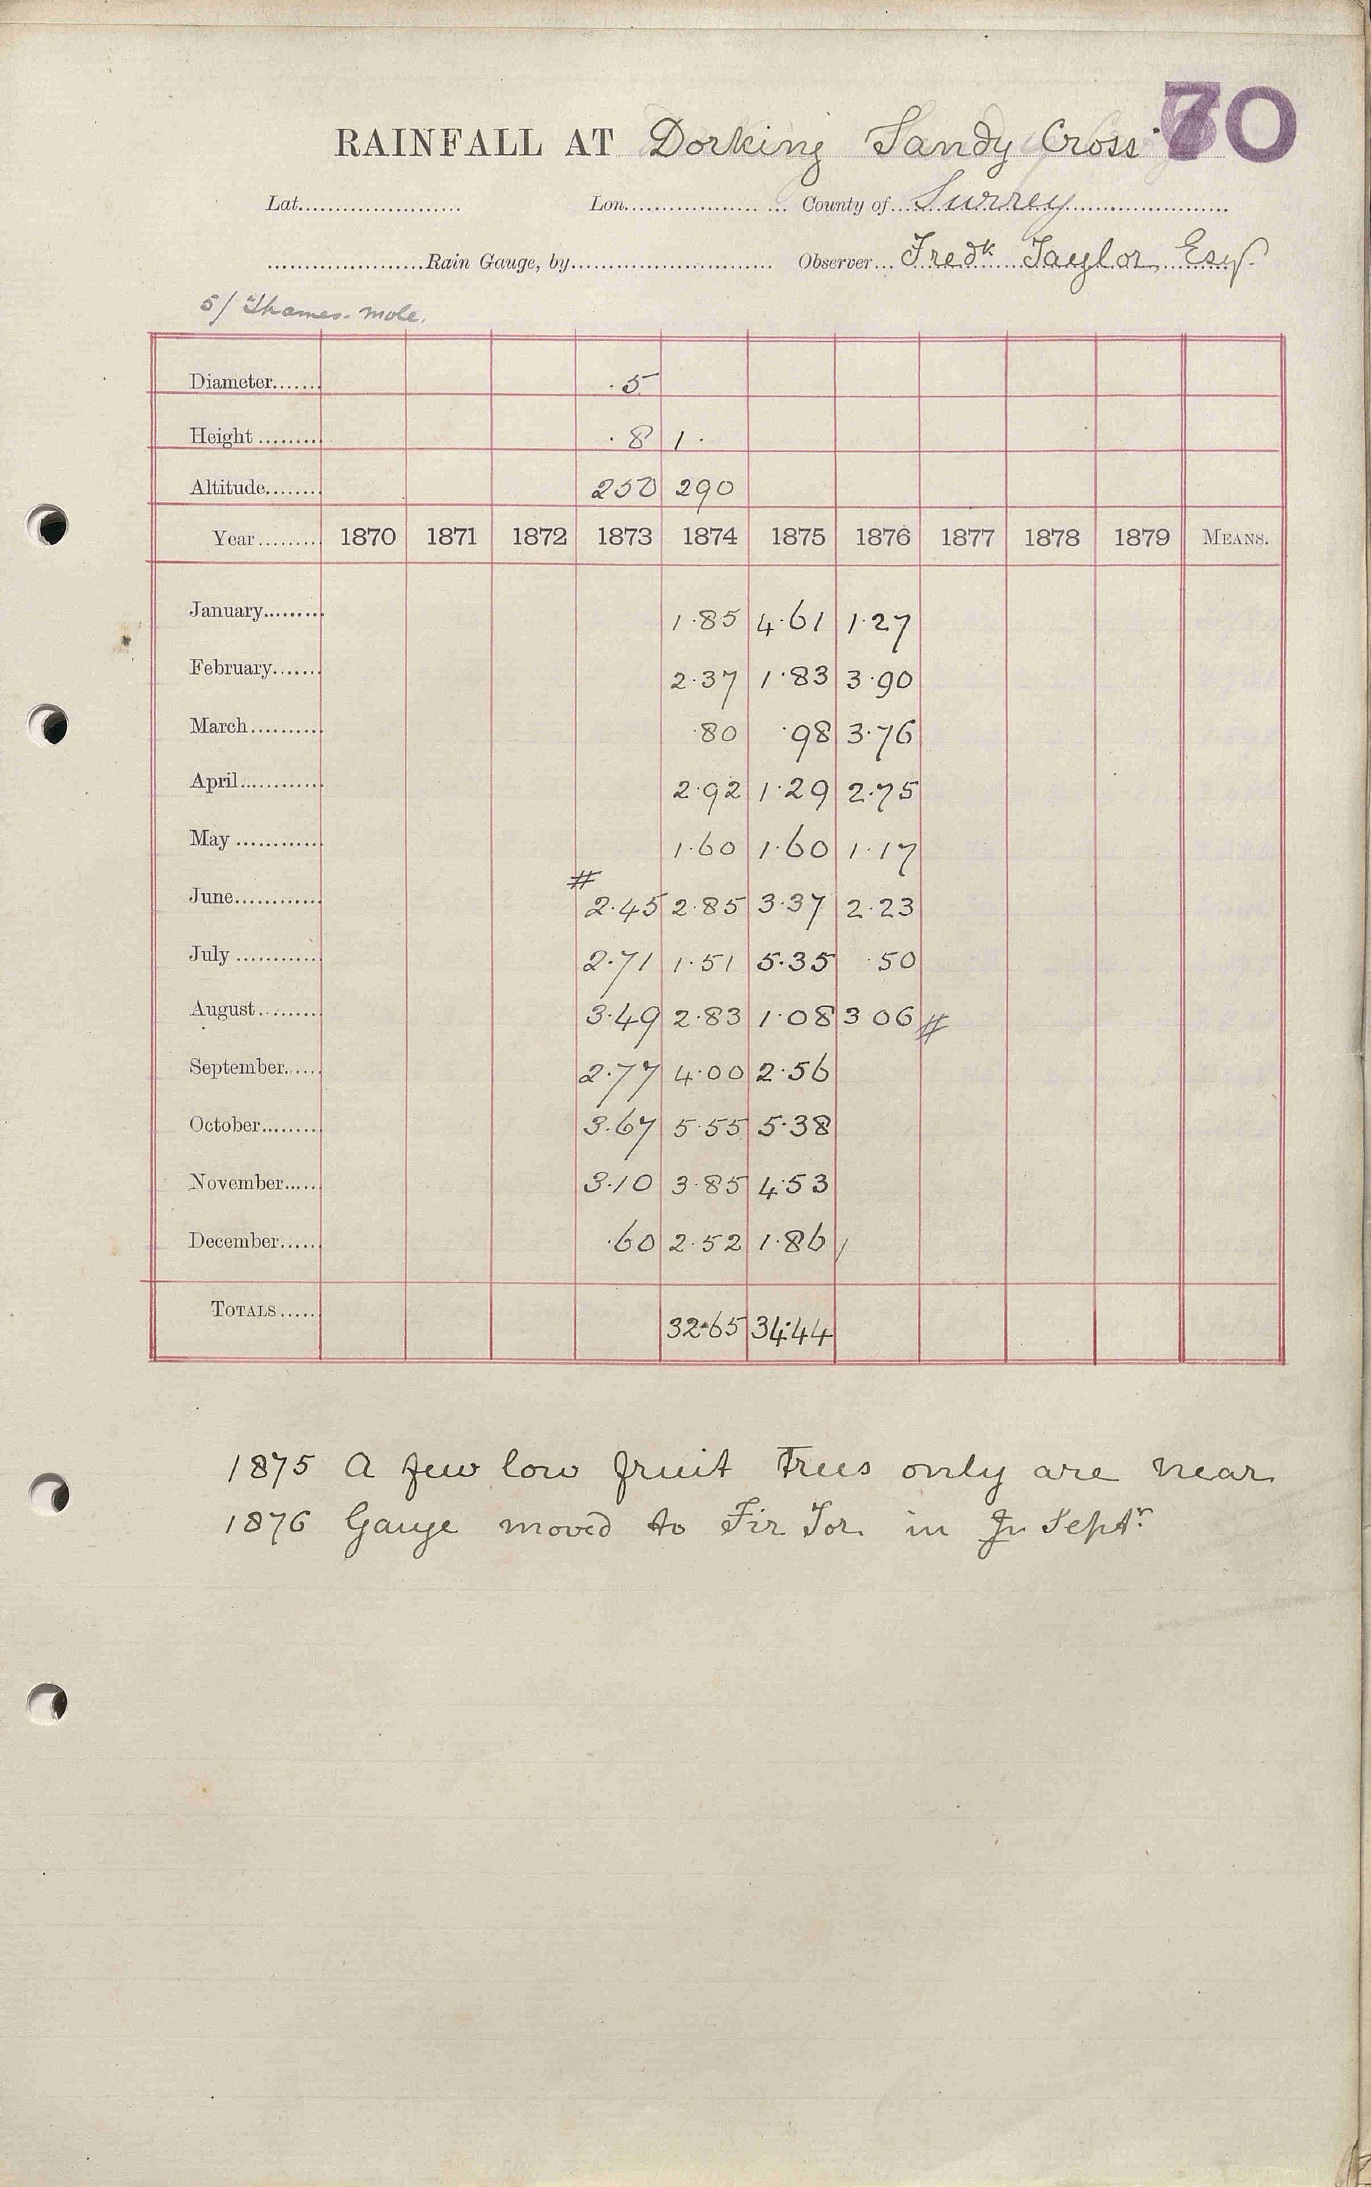 70
RAINFALL AT Dorking Sandy Cross
Lat. Lon. County of Surrey
Rain Gauge, by Observer Fredk Taylor Esq.
5/ Thames-Mole.
Diameter ·5
Height ·8 1·
Altitude 250 290
Year 1870 1871 1872 1873 1874 1875 1876 1877 1878 1879 MEANS.
January 1·85 4·61 1·27
February 2·37 1·83 3·90
March ·80 ·98 3·76
April 2·92 1·29 2·75
May 1·60 1·60 1·17
June # 2·45 2·85 3·37 2·23
July 2·71 1·51 5·35 ·50
August 3·49 2·83 1·08 3 06 #
September 2·77 4·00 2·56
October 3·67 5·55 5·38
November 3·10 3·85 4·53
December ·60 2·52 1·86
TOTALS 32·65 34·44
1875 A few low fruit Trees only are near
1876 Gauge moved to Fir Tor in Septr